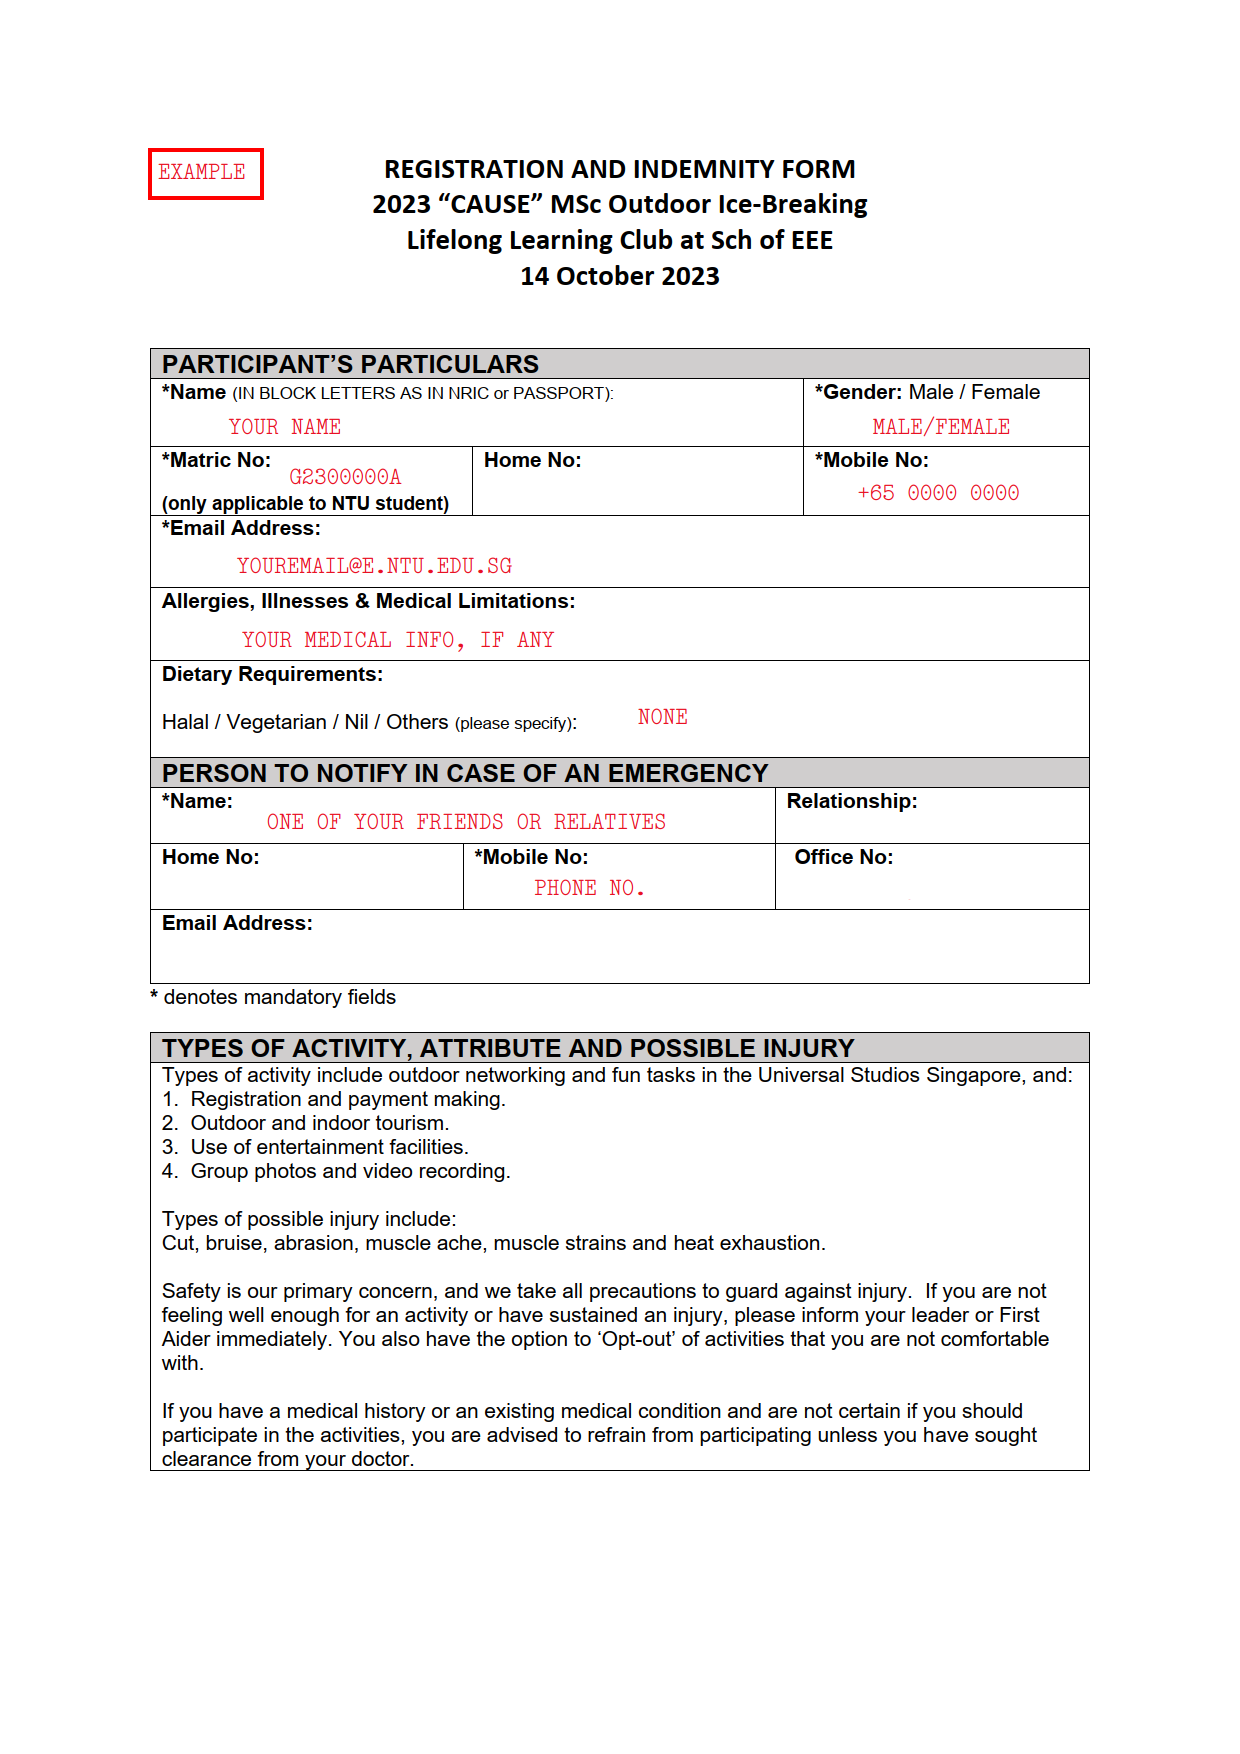 EXAMPLE
REGISTRATION AND INDEMNITY FORM
2023 “CAUSE” MSc Outdoor Ice-Breaking
Lifelong Learning Club at Sch of EEE
14 October 2023
PARTICIPANT’S PARTICULARS
*Name (IN BLOCK LETTERS AS IN NRIC or PASSPORT):
YOUR NAME
*Gender: Male / Female
MALE/FEMALE
*Matric No:
G2300000A
(only applicable to NTU student)
Home No:
*Mobile No:
+65 0000 0000
*Email Address:
YOUREMAIL@E.NTU.EDU.SG
Allergies, Illnesses & Medical Limitations:
YOUR MEDICAL INFO, IF ANY
Dietary Requirements:
Halal / Vegetarian / Nil / Others (please specify): NONE
PERSON TO NOTIFY IN CASE OF AN EMERGENCY
*Name:
ONE OF YOUR FRIENDS OR RELATIVES
Relationship:
Home No:
*Mobile No:
PHONE NO.
Office No:
Email Address:
* denotes mandatory fields
TYPES OF ACTIVITY, ATTRIBUTE AND POSSIBLE INJURY
Types of activity include outdoor networking and fun tasks in the Universal Studios Singapore, and:
1. Registration and payment making.
2. Outdoor and indoor tourism.
3. Use of entertainment facilities.
4. Group photos and video recording.
Types of possible injury include:
Cut, bruise, abrasion, muscle ache, muscle strains and heat exhaustion.
Safety is our primary concern, and we take all precautions to guard against injury. If you are not
feeling well enough for an activity or have sustained an injury, please inform your leader or First
Aider immediately. You also have the option to ‘Opt-out’ of activities that you are not comfortable
with.
If you have a medical history or an existing medical condition and are not certain if you should
participate in the activities, you are advised to refrain from participating unless you have sought
clearance from your doctor.